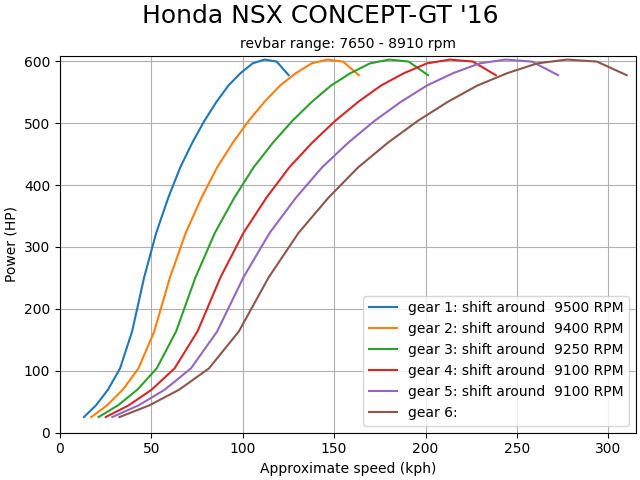 Honda NSX CONCEPT-GT '16
revbar range: 7650 - 8910 rpm
Power (HP)
600
500
400
300
200
100
0
0 50 100 150 200 250 300
Approximate speed (kph)
gear 1: shift around  9500 RPM
gear 2: shift around  9400 RPM
gear 3: shift around  9250 RPM
gear 4: shift around  9100 RPM
gear 5: shift around  9100 RPM
gear 6: